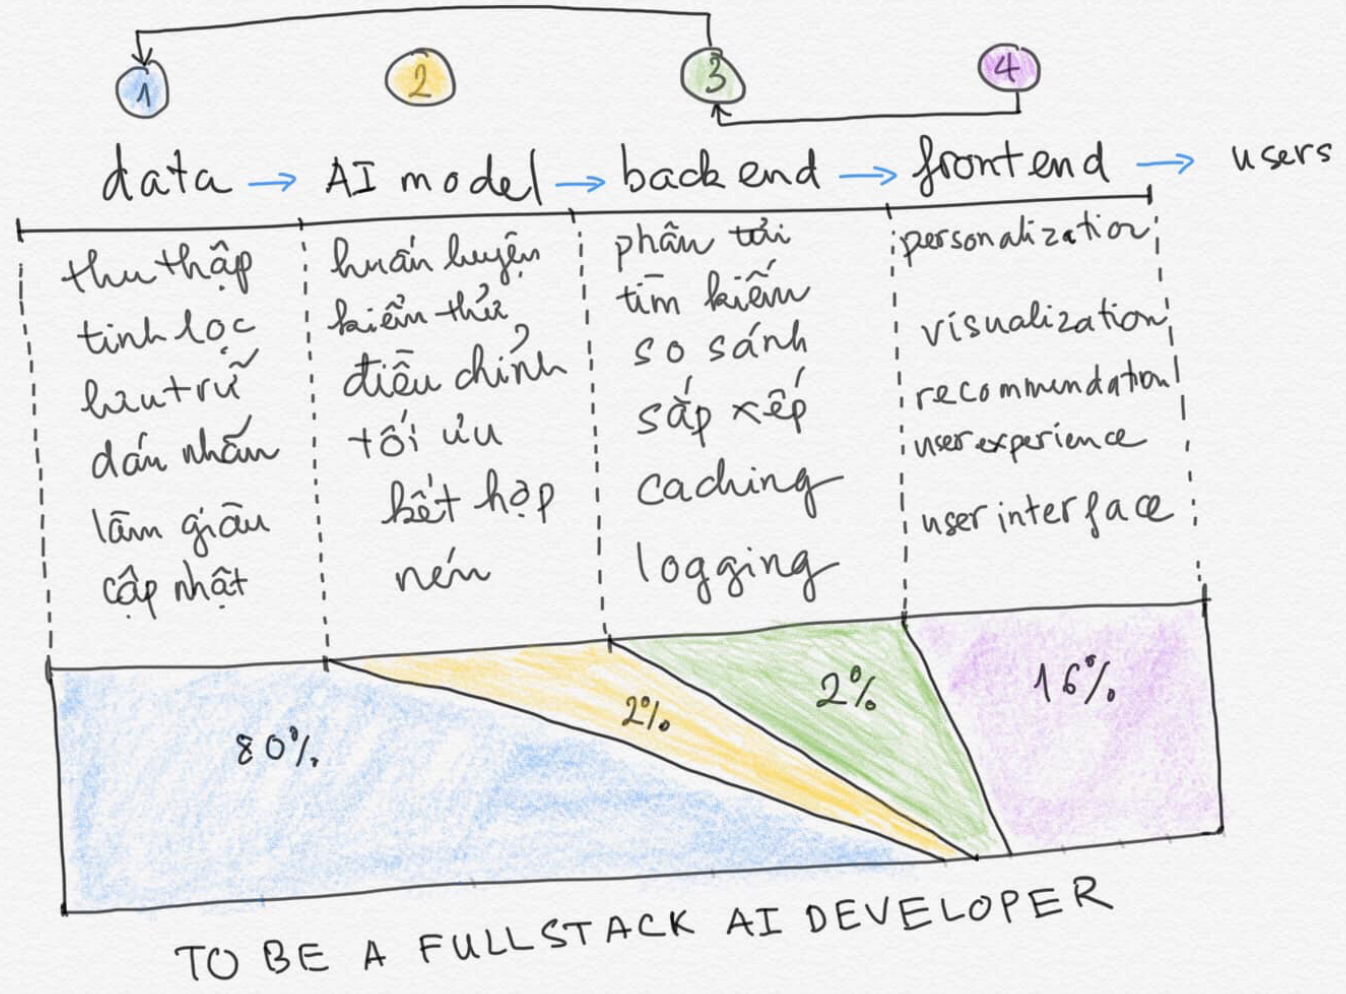 1 2 3 4
data → AI model → backend → frontend → users
thu thập
tinh lọc
lưu trữ
dán nhãn
làm giàu
cập nhật
huấn luyện
kiểm thử
điều chỉnh
tối ưu
kết hợp
nén
phân tải
tìm kiếm
so sánh
sắp xếp
caching
logging
personalization
visualization
recommendation
user experience
user interface
80%
2%
2%
16%
TO BE A FULLSTACK AI DEVELOPER